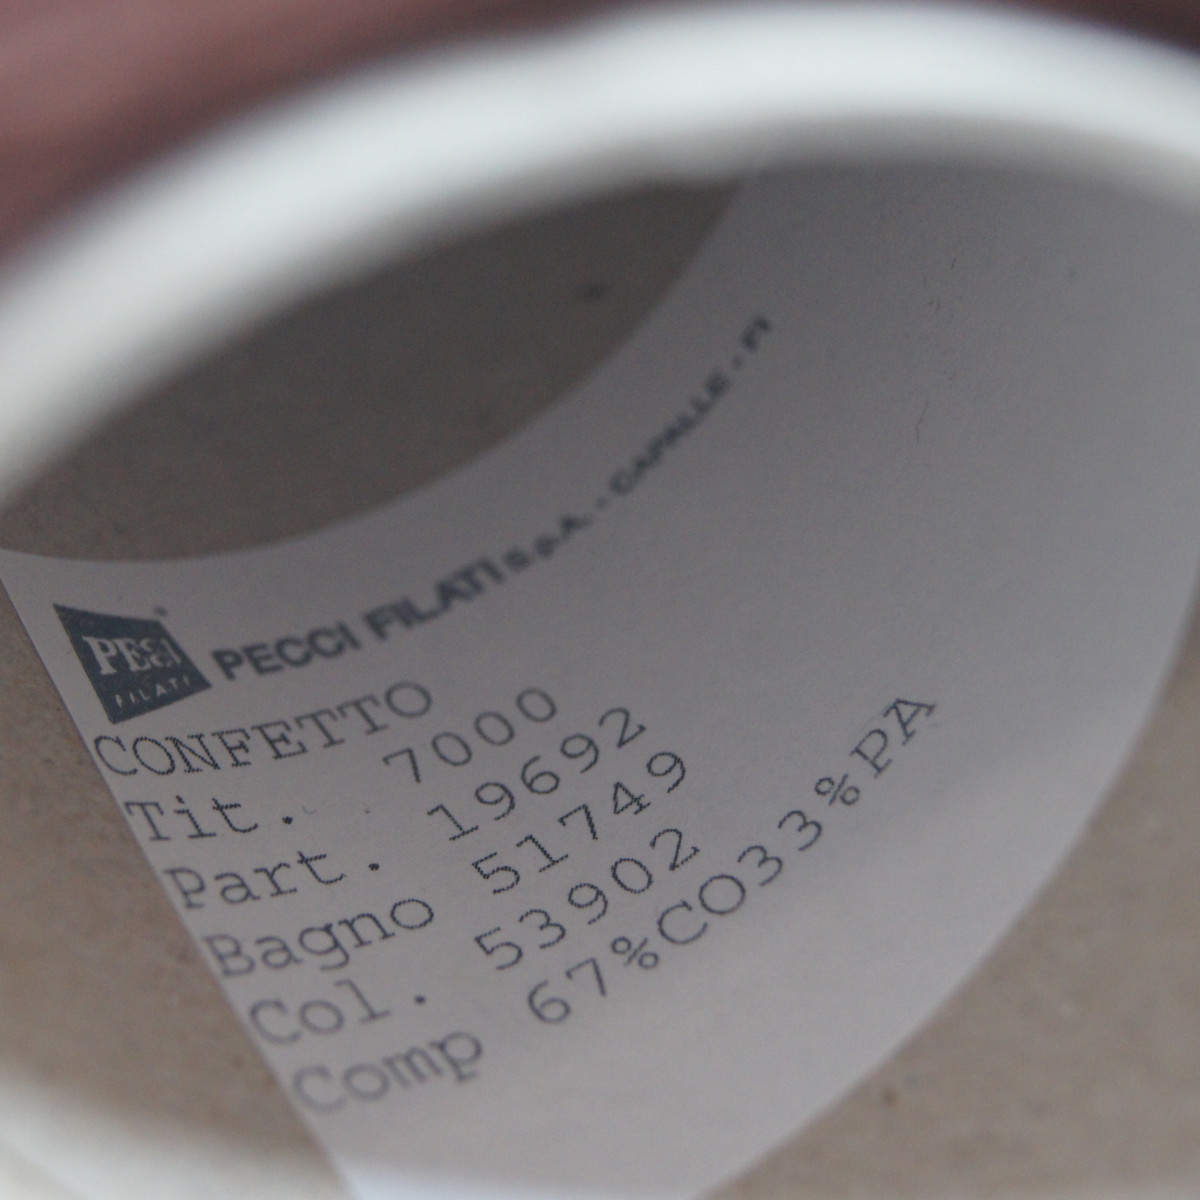 PECCI
FILATI
PECCI FILATI S.p.A. - CAPALLE - FI
CONFETTO
Tit. 7000
Part. 19692
Bagno 51749
Col. 53902
Comp 67%CO33%PA